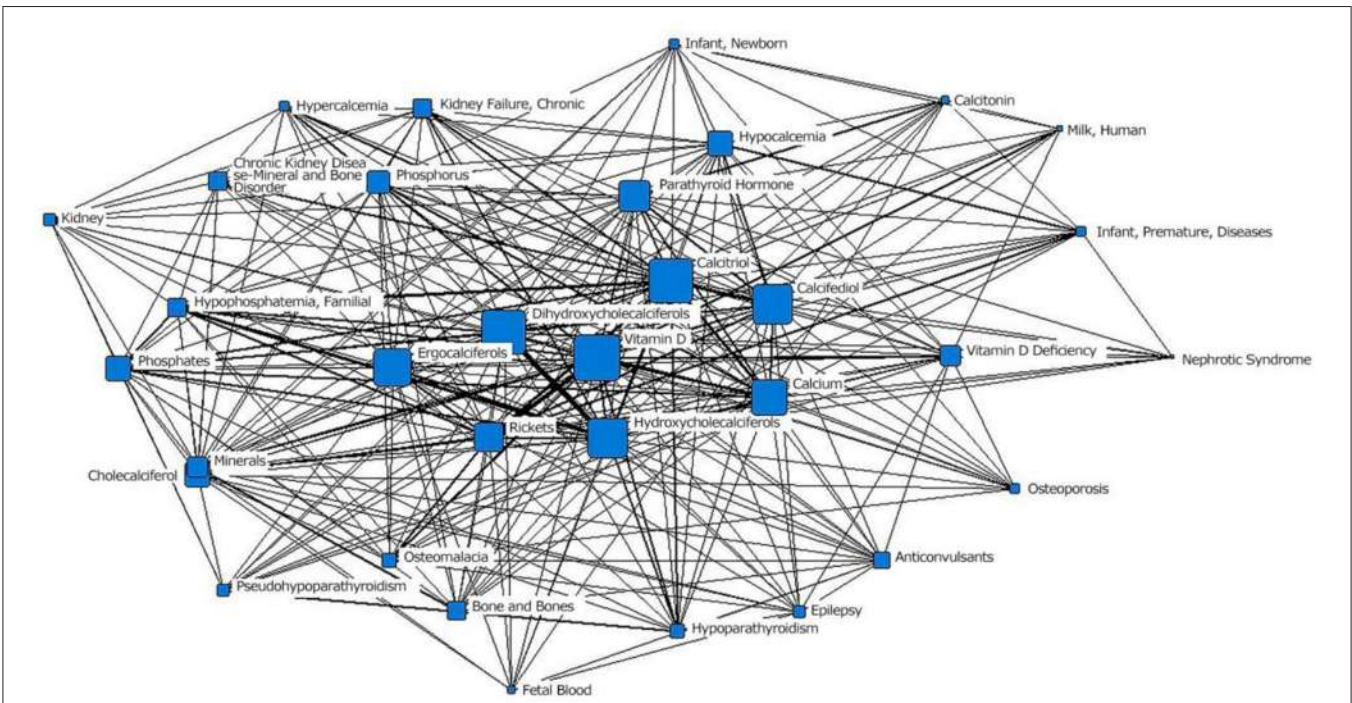 Infant, Newborn
Calcitonin
Hypercalcemia
Kidney Failure, Chronic
Milk, Human
Hypocalcemia
Chronic Kidney Disea
se-Mineral and Bone
Disorder
Phosphorus
Parathyroid Hormone
Kidney
Infant, Premature, Diseases
Calcitriol
Calcifediol
Hypophosphatemia, Familial
Dihydroxycholecalciferols
Vitamin D
Ergocalciferols
Vitamin D Deficiency
Phosphates
Nephrotic Syndrome
Calcium
Rickets
Hydroxycholecalciferols
Minerals
Cholecalciferol
Osteoporosis
Osteomalacia
Anticonvulsants
Pseudohypoparathyroidism
Bone and Bones
Epilepsy
Hypoparathyroidism
Fetal Blood